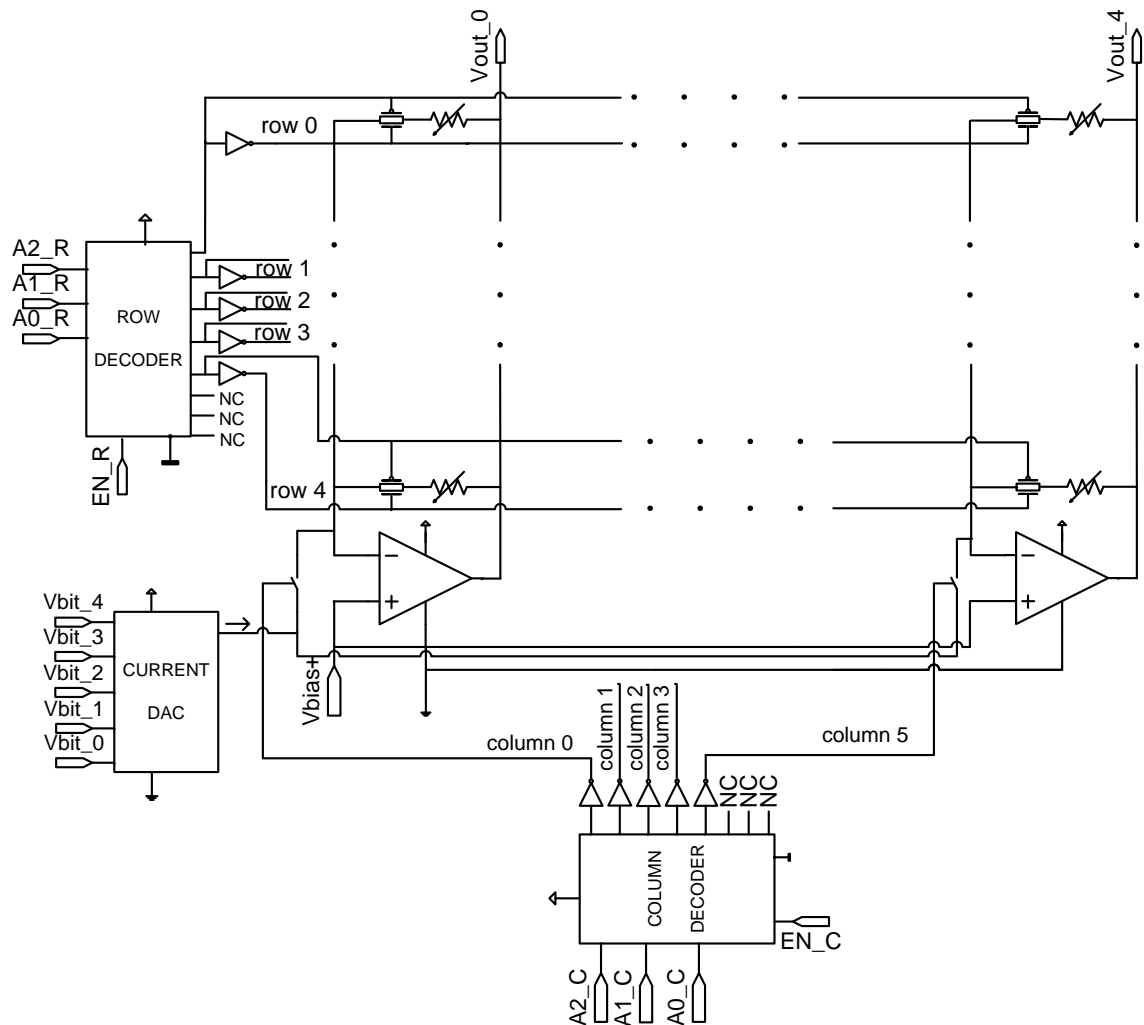 Vout_0
Vout_4
row 0
A2_R
A1_R
A0_R
ROW
DECODER
row 1
row 2
row 3
NC
NC
NC
EN_R
row 4
Vbit_4
Vbit_3
Vbit_2
Vbit_1
Vbit_0
CURRENT
DAC
Vbias+
column 0
column 1
column 2
column 3
column 5
NC
NC
NC
COLUMN
DECODER
EN_C
A2_C
A1_C
A0_C